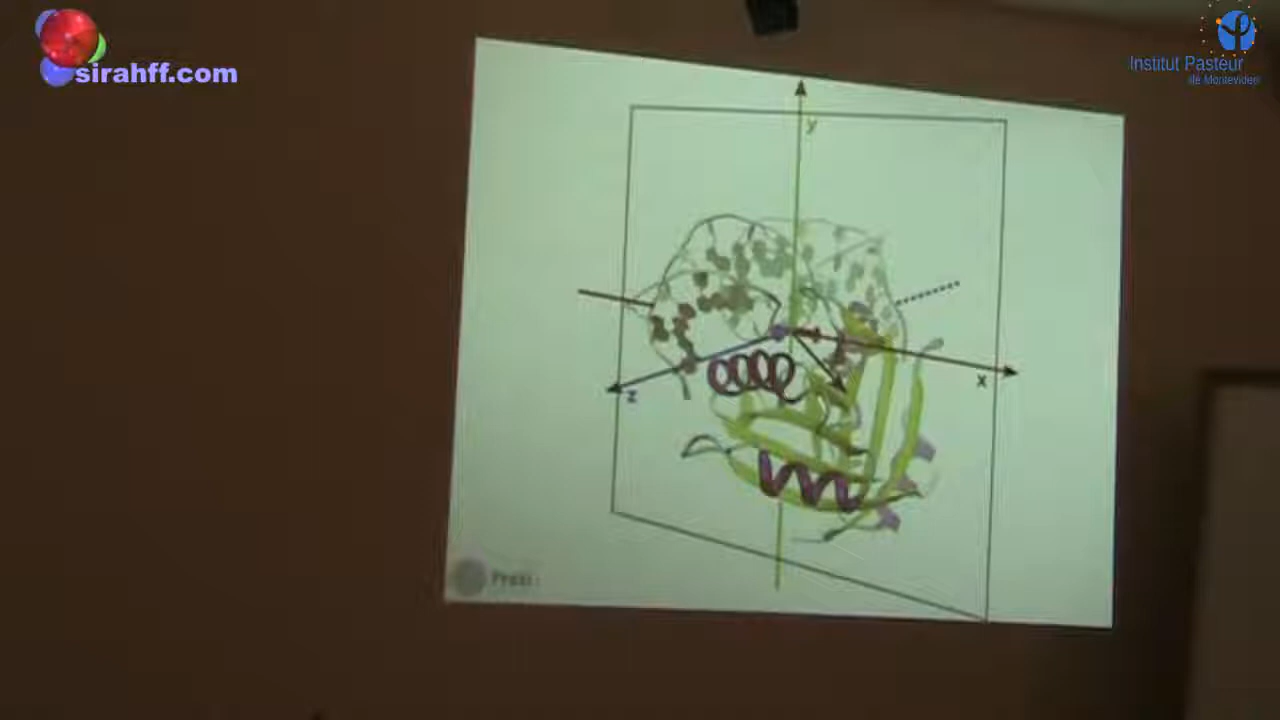 sirahff.com
Institut Pasteur
de Montevideo
y
x
z
Prezi